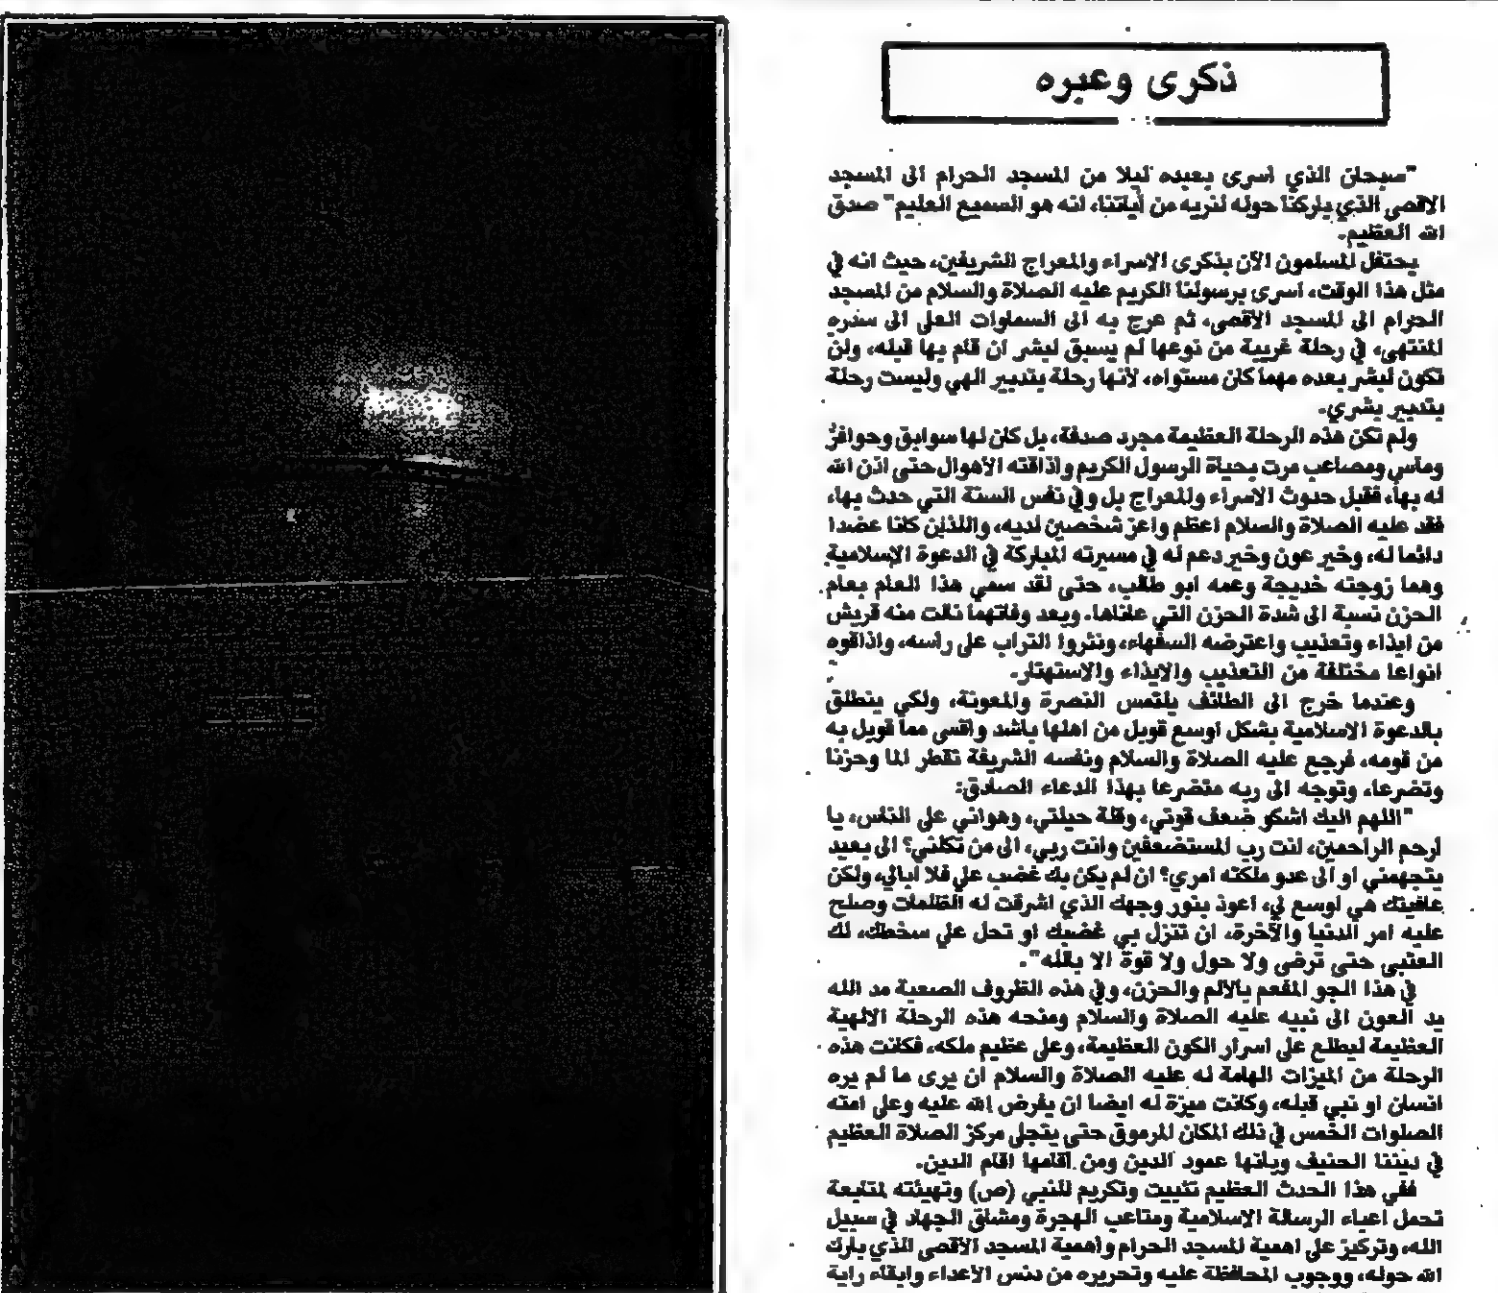 ذكرى وعبره
"سبحان الذي اسرى بعبده ليلا من المسجد الحرام الى المسجد
الاقصى الذي باركنا حوله لنريه من أياتنا، انه هو السميع العليم" صدق
الله العظيم.
يحتفل المسلمون الآن بذكرى الاسراء والمعراج الشريفين، حيث انه في
مثل هذا الوقت، اسرى برسولنا الكريم عليه الصلاة والسلام من المسجد
الحرام الى المسجد الاقصى، ثم عرج به الى السماوات العلى الى سدره
المنتهى، في رحلة غريبة من نوعها لم يسبق لبشر ان قام بها قبله، ولن
تكون لبشر بعده مهما كان مستواه، لأنها رحلة بتدبير الهي وليست رحلة
بتدبير بشري.
ولم تكن هذه الرحلة العظيمة مجرد صدفة، بل كان لها سوابق وحوافز
ومآس ومصاعب مرت بحياة الرسول الكريم واذاقته الأهوال حتى اذن الله
له بها، فقبل حدوث الاسراء والمعراج بل وفي نفس السنة التي حدث بها،
فقد عليه الصلاة والسلام اعظم واعز شخصين لديه، واللذين كانا عضدا
دائما له، وخير عون وخير دعم له في مسيرته المباركة في الدعوة الإسلامية
وهما زوجته خديجة وعمه ابو طالب، حتى لقد سمي هذا العام بعام
الحزن نسبة الى شدة الحزن التي عاناها. وبعد وفاتهما نالت منه قريش
من ايذاء وتعذيب واعترضه السفهاء، ونثروا التراب على رأسه، واذاقوه
انواعا مختلفة من التعذيب والايذاء والاستهتار.
وعندما خرج الى الطائف يلتمس النصرة والمعونة، ولكي ينطلق
بالدعوة الاسلامية بشكل اوسع قوبل من اهلها باشد واقسى مما قوبل به
من قومه، فرجع عليه الصلاة والسلام ونفسه الشريفة تقطر الما وحزنا
وتضرعا، وتوجه الى ربه متضرعا بهذا الدعاء الصادق:
"اللهم اليك اشكو ضعف قوتي، وقلة حيلتي، وهواني على الناس، يا
أرحم الراحمين، انت رب المستضعفين وانت ربي، الى من تكلني؟ الى بعيد
يتجهمني او الى عدو ملكته امري؟ ان لم يكن بك غضب علي فلا ابالي، ولكن
عافيتك هي اوسع لي، اعوذ بنور وجهك الذي اشرقت له الظلمات وصلح
عليه امر الدنيا والآخرة، ان تنزل بي غضبك او تحل علي سخطك، لك
العتبى حتى ترضى ولا حول ولا قوة الا بالله".
في هذا الجو المفعم بالالم والحزن، وفي هذه الظروف الصعبة مد الله
يد العون الى نبيه عليه الصلاة والسلام ومنحه هذه الرحلة الالهية
العظيمة ليطلع على اسرار الكون العظيمة، وعلى عظيم ملكه، فكانت هذه
الرحلة من الميزات الهامة له عليه الصلاة والسلام ان يرى ما لم يره
انسان او نبي قبله، وكانت ميزة له ايضا ان يفرض الله عليه وعلى امته
الصلوات الخمس في ذلك المكان المرموق حتى يتجلى مركز الصلاة العظيم
في ديننا الحنيف وبانها عمود الدين ومن أقامها اقام الدين.
ففي هذا الحدث العظيم تثبيت وتكريم للنبي (ص) وتهيئته لمتابعة
تحمل اعباء الرسالة الاسلامية ومتاعب الهجرة ومشاق الجهاد في سبيل
الله، وتركيز على اهمية المسجد الحرام وأهمية المسجد الاقصى الذي بارك
الله حوله، ووجوب المحافظة عليه وتحريره من دنس الأعداء وابقاء راية